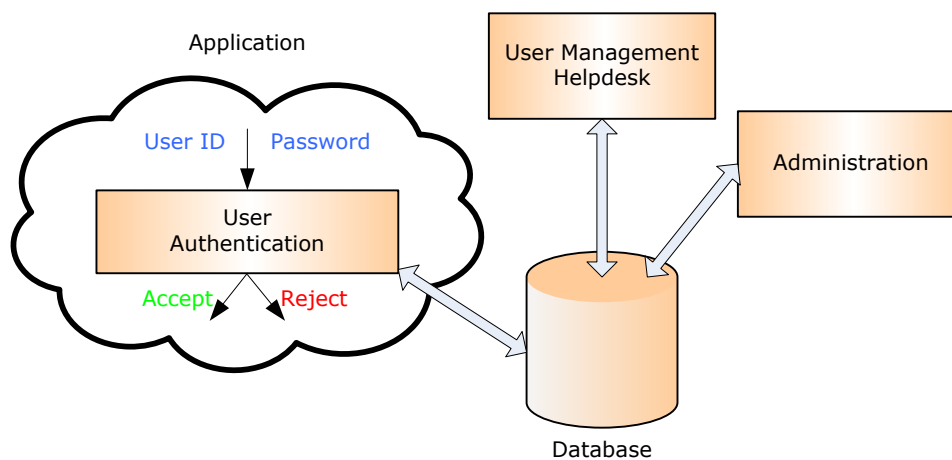 Application
User Management
Helpdesk
User ID Password
Administration
User
Authentication
Accept Reject
Database